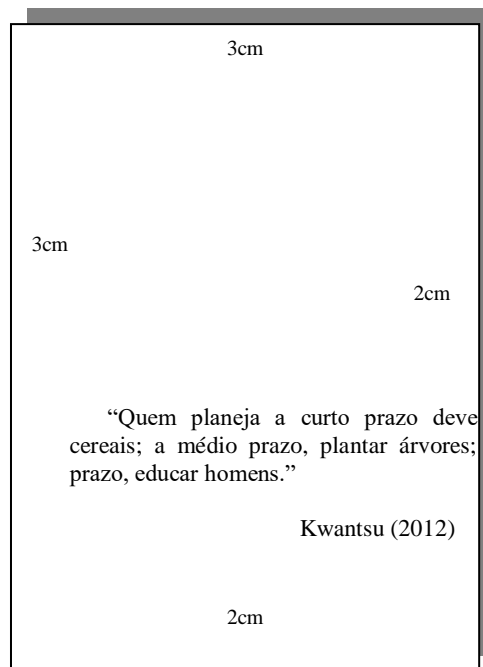 3cm
3cm
2cm
“Quem planeja a curto prazo deve
cereais; a médio prazo, plantar árvores;
prazo, educar homens.”
Kwantsu (2012)
2cm